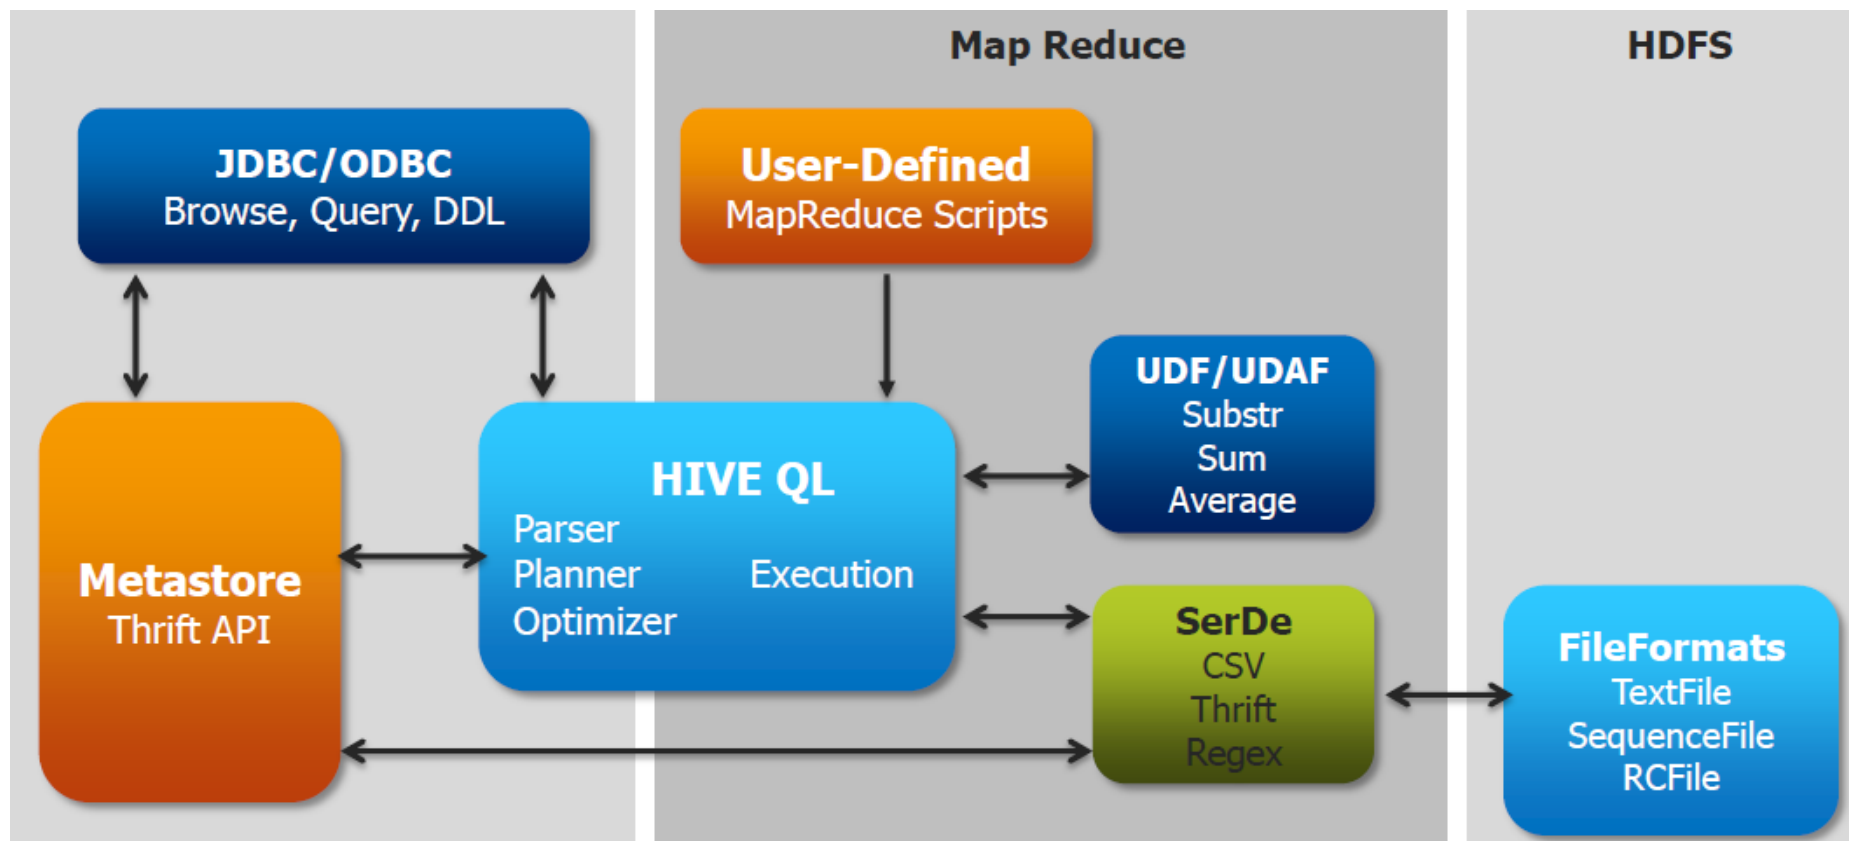 Map Reduce
HDFS
JDBC/ODBC
Browse, Query, DDL
User-Defined
MapReduce Scripts
UDF/UDAF
Substr
Sum
Average
HIVE QL
Parser
Planner
Execution
Optimizer
Metastore
Thrift API
SerDe
CSV
Thrift
Regex
FileFormats
TextFile
SequenceFile
RCFile